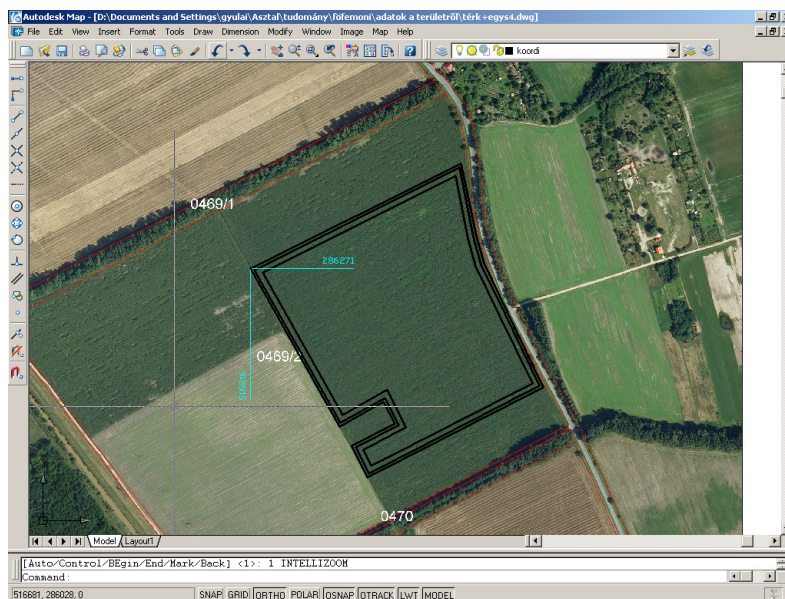 Autodesk Map - [D:\Documents and Settings\gyulai\Asztal\tudomány\föfemoni\adatok a területről\térk+egys4.dwg]
File Edit View Insert Format Tools Draw Dimension Modify Window Image Map Help
koordi
0469/1
286271
0469/2
0470
Model Layout1
[Auto/Control/BEgin/End/Mark/Back] <1>: 1 INTELLIZOOM
Command:
516681, 286028, 0 SNAP GRID ORTHO POLAR OSNAP OTRACK LWT MODEL